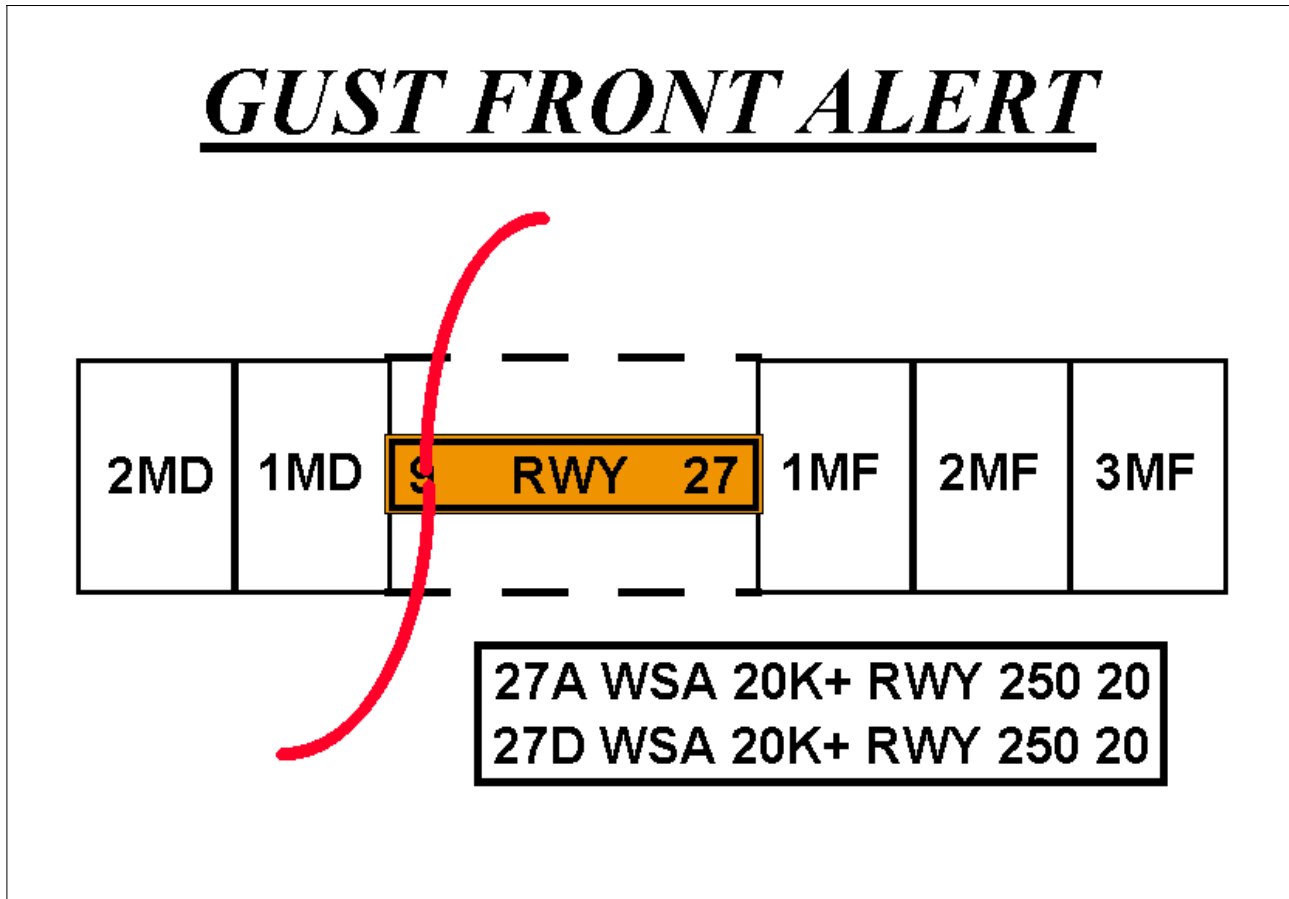 GUST FRONT ALERT
2MD 1MD 9 RWY 27 1MF 2MF 3MF
27A WSA 20K+ RWY 250 20
27D WSA 20K+ RWY 250 20